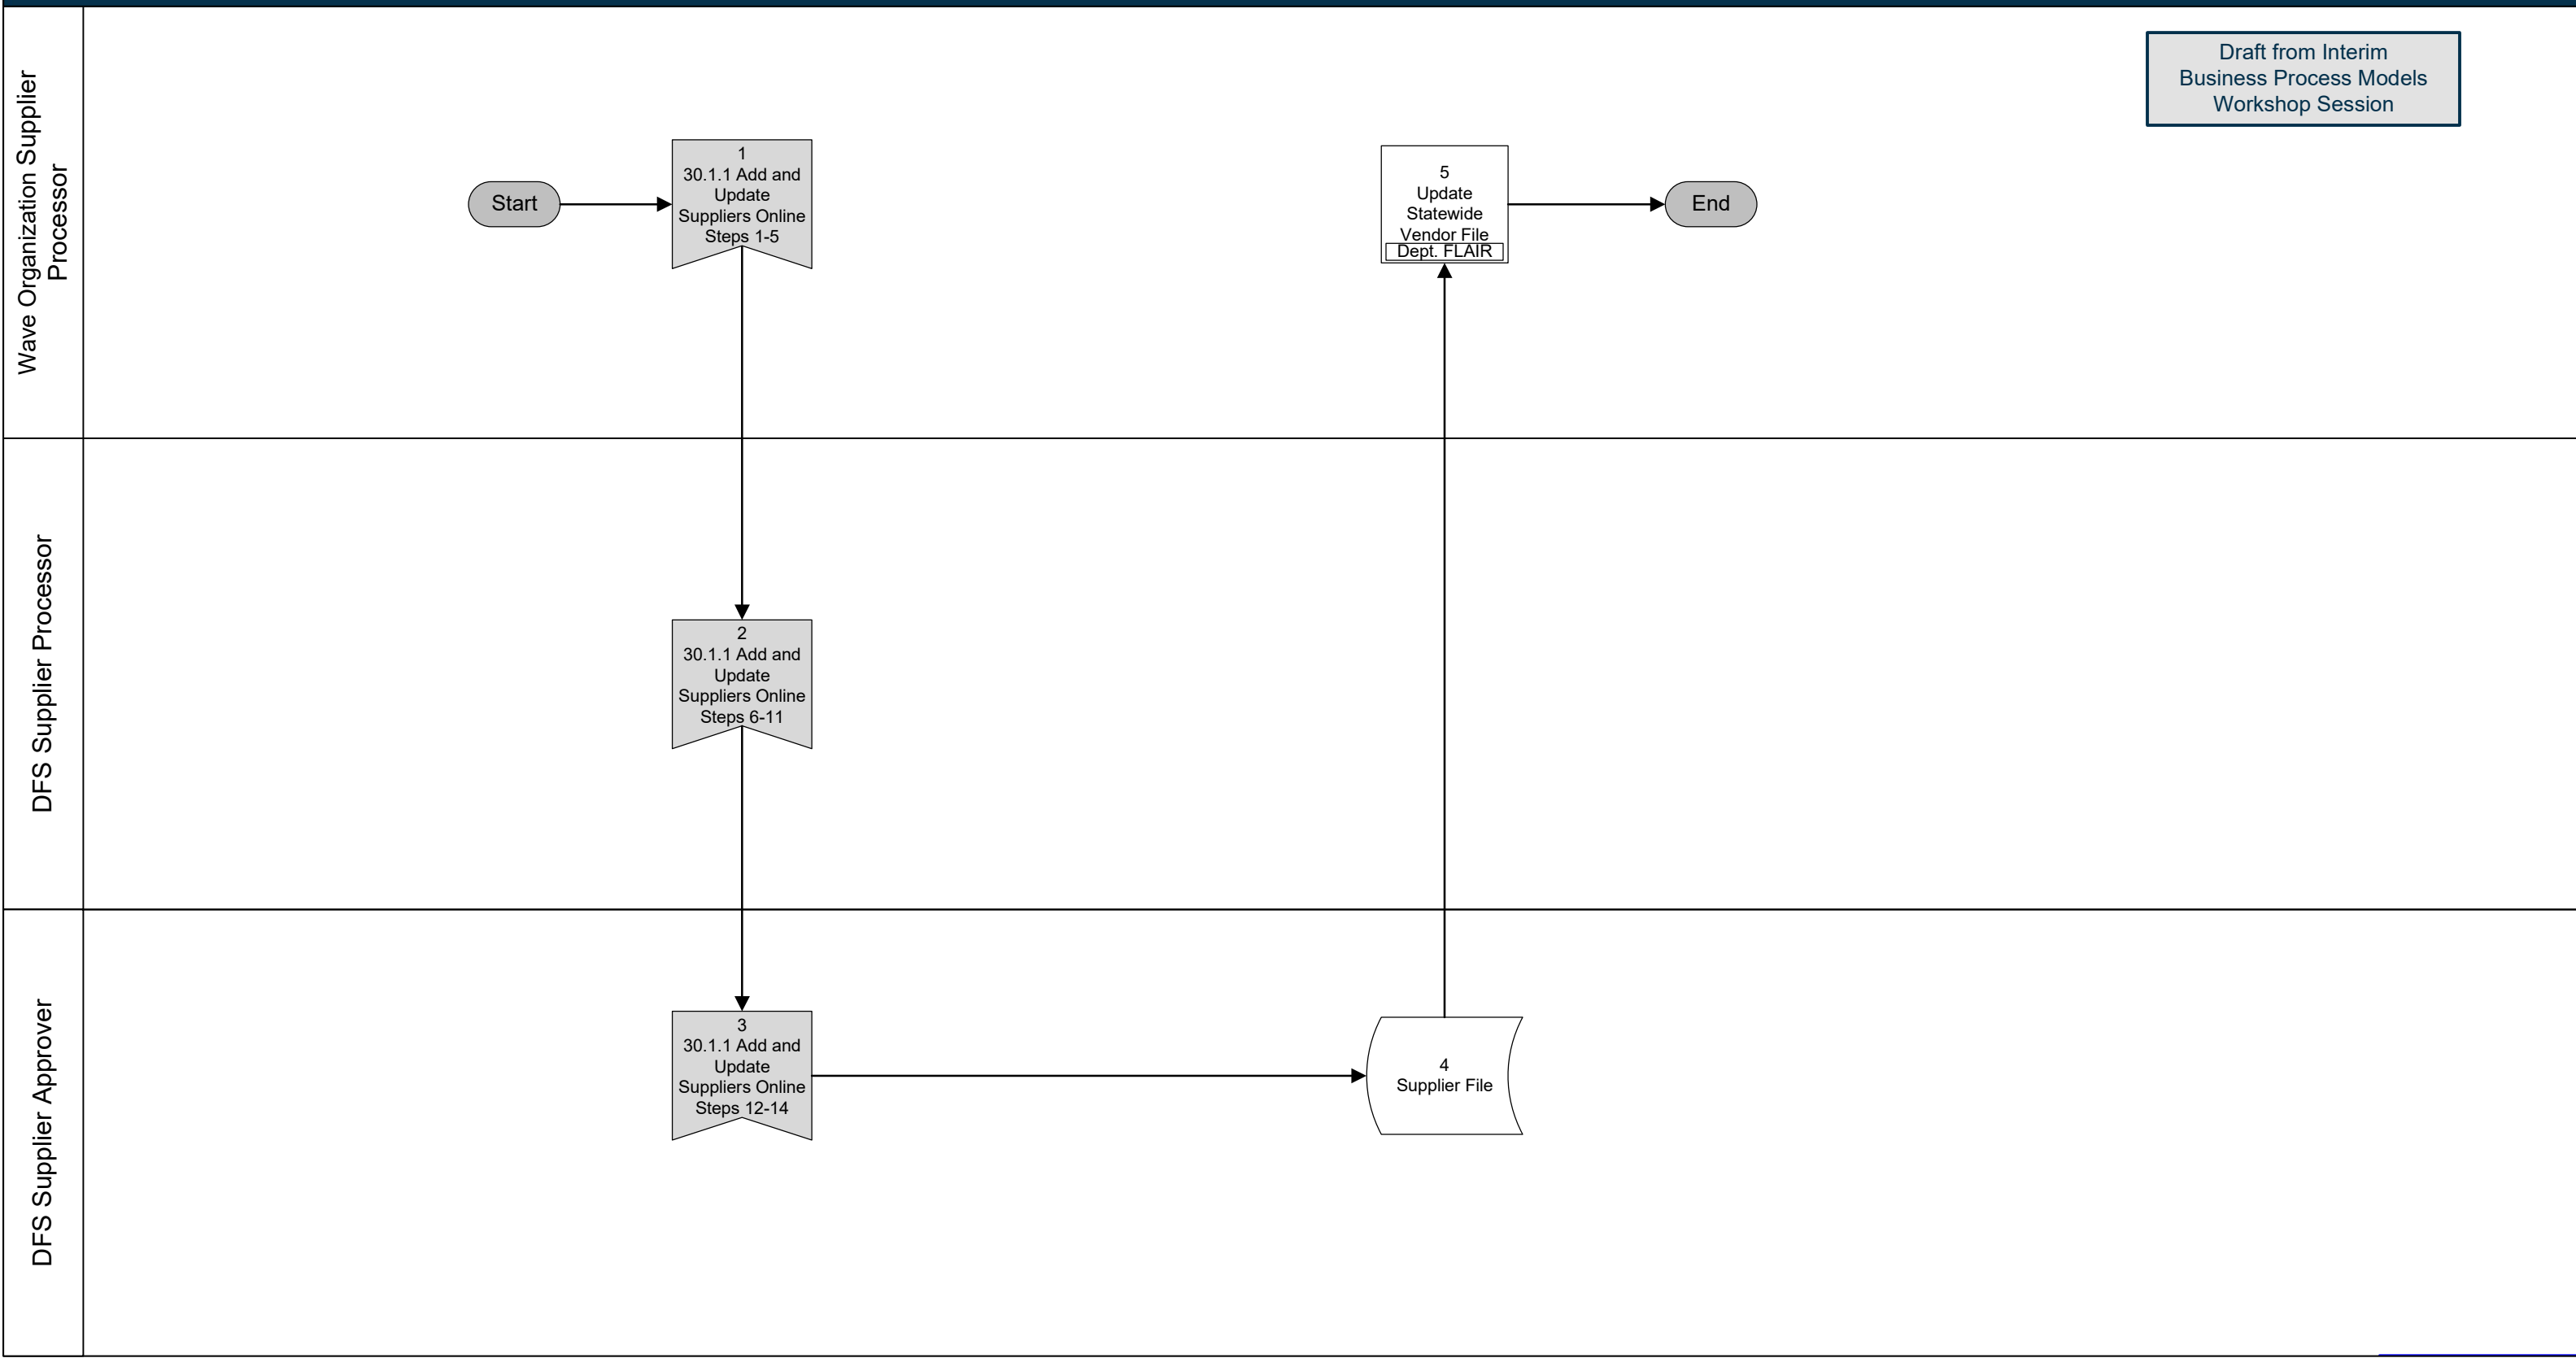 Wave Organization Supplier
Processor
Draft from Interim
Business Process Models
Workshop Session
Start
1
30.1.1 Add and
Update
Suppliers Online
Steps 1-5
5
Update
Statewide
Vendor File
Dept. FLAIR
End
DFS Supplier Processor
2
30.1.1 Add and
Update
Suppliers Online
Steps 6-11
DFS Supplier Approver
3
30.1.1 Add and
Update
Suppliers Online
Steps 12-14
4
Supplier File